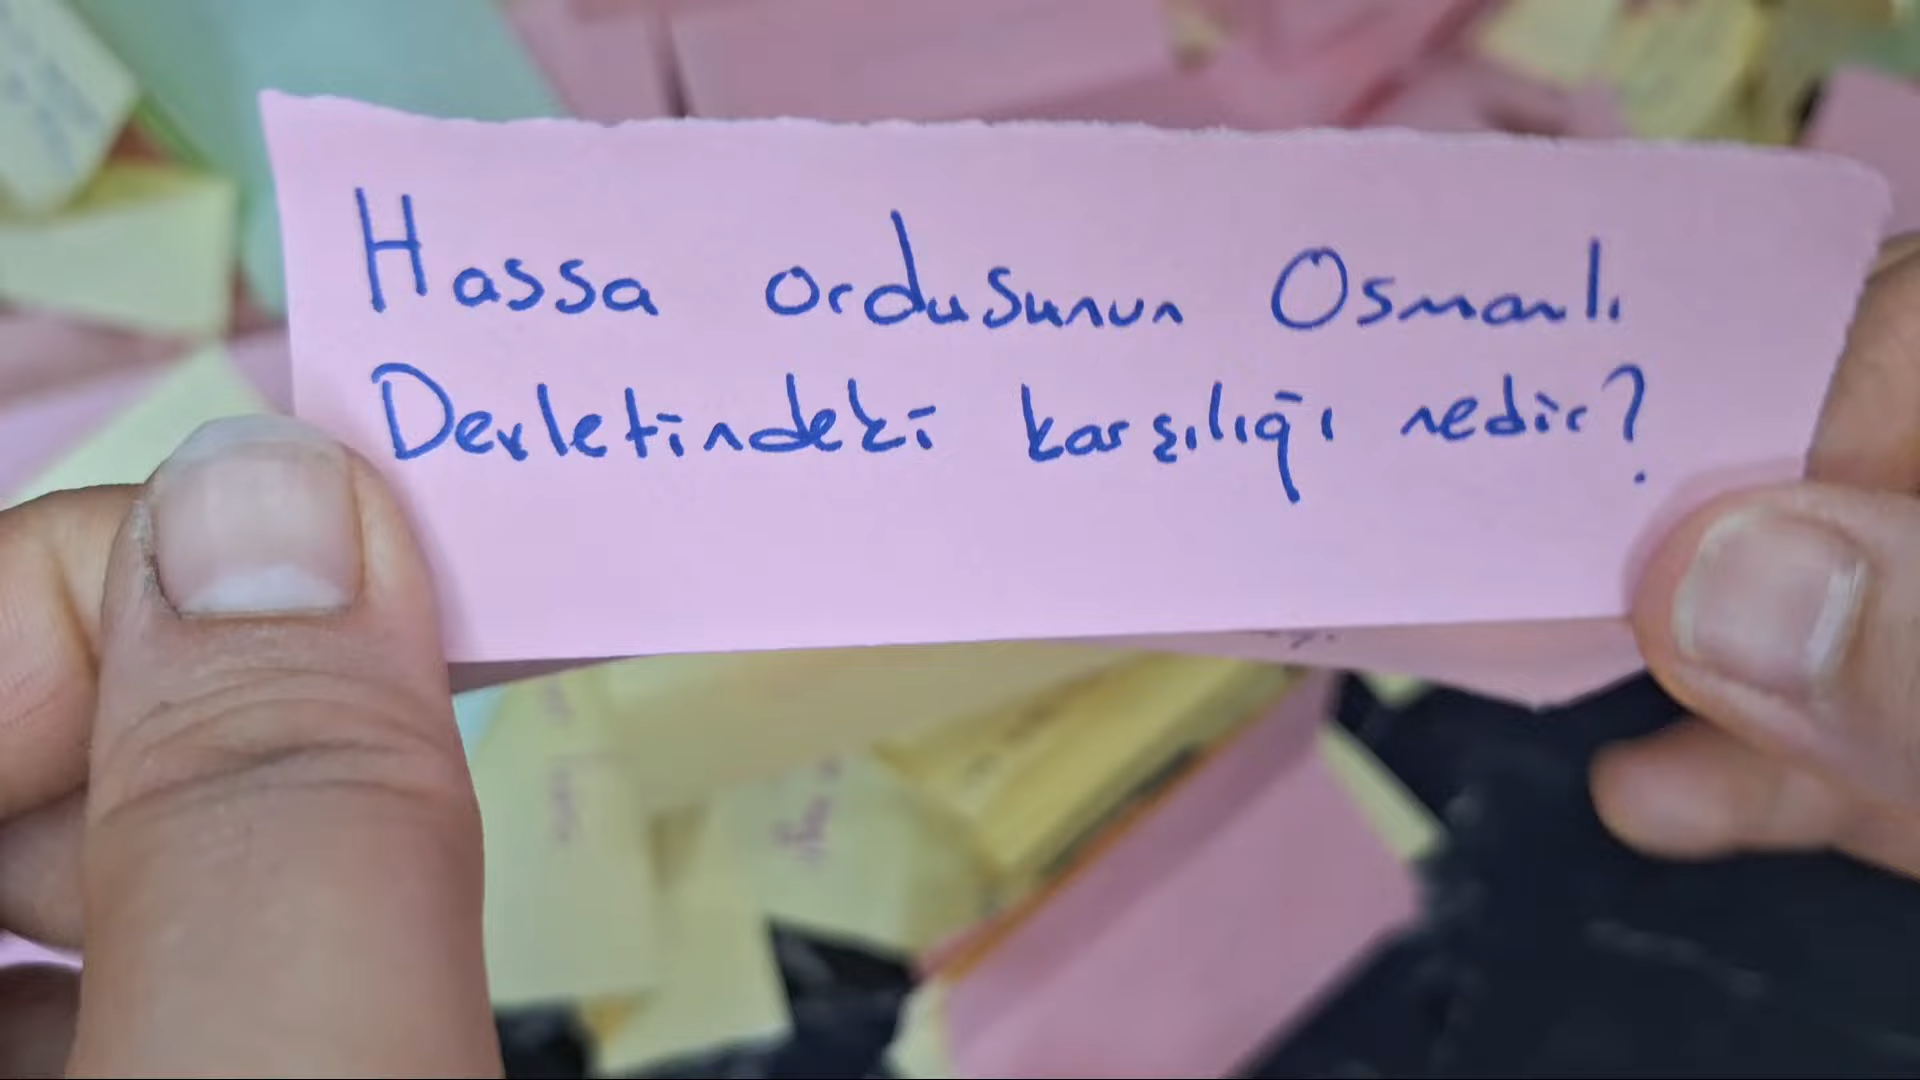 Hassa ordusunun Osmanlı
Devletindeki karşılığı nedir?